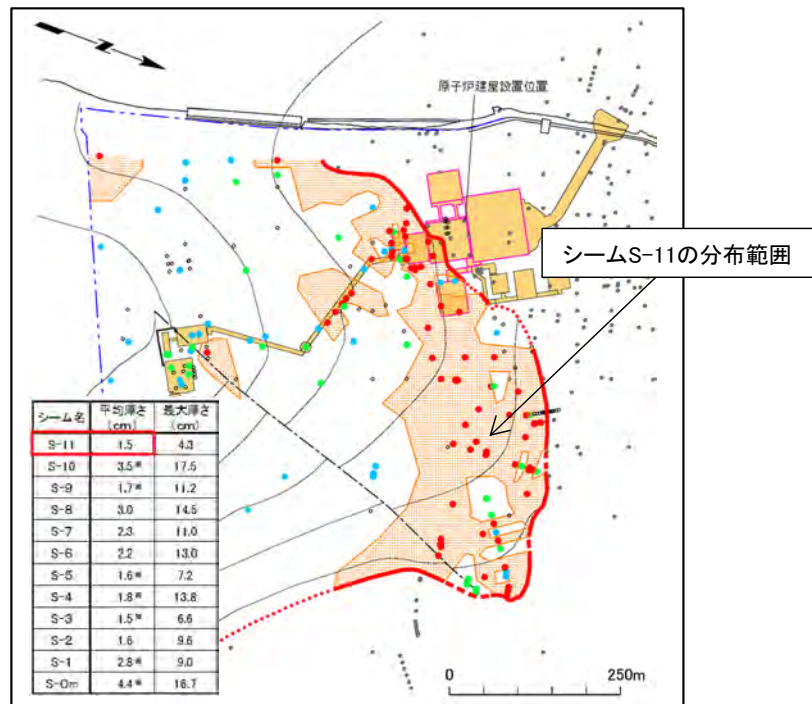 原子炉建屋設置位置
シームS-11の分布範囲
シーム名 平均厚さ(cm) 最大厚さ(cm)
S-11 1.5 4.3
S-10 3.5※ 17.5
S-9 1.7※ 11.2
S-8 3.0 14.5
S-7 2.3 11.0
S-6 2.2 13.0
S-5 1.6※ 7.2
S-4 1.8※ 13.8
S-3 1.5※ 6.6
S-2 1.6 9.6
S-1 2.8※ 9.0
S-0m 4.4※ 16.7
0 250m